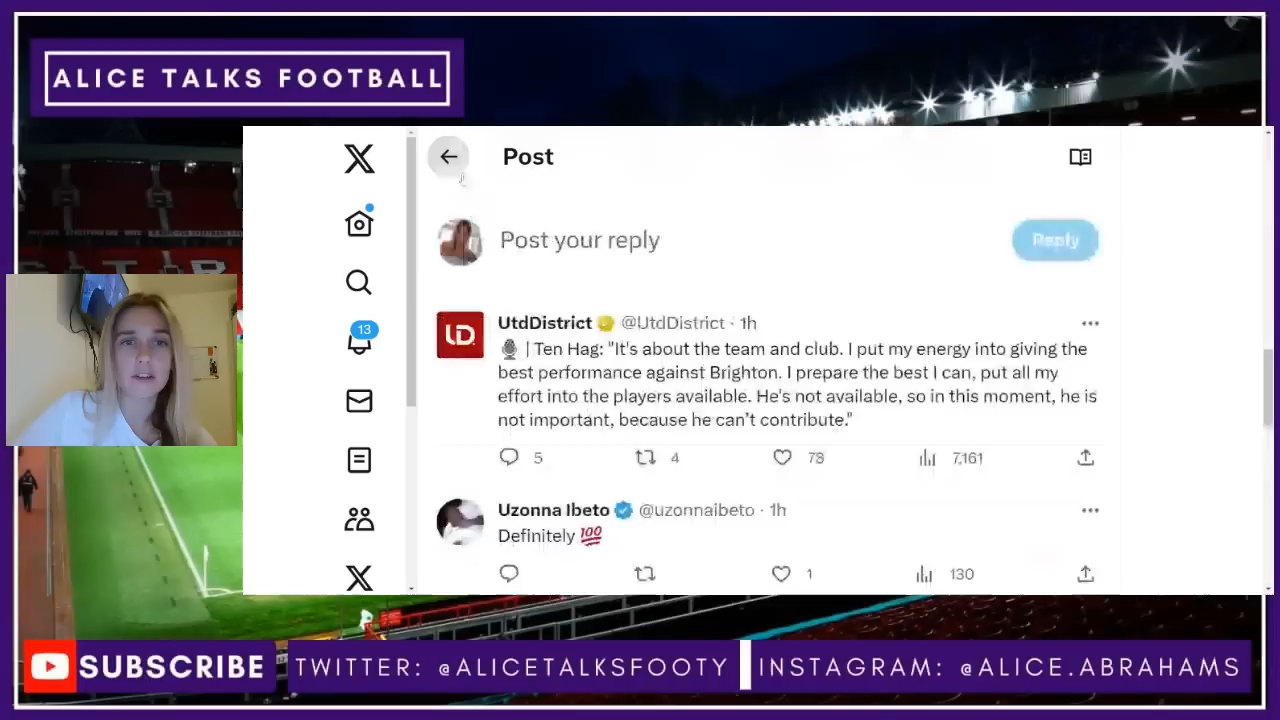 ALICE TALKS FOOTBALL
Post
Post your reply
Reply
13
UD
UtdDistrict @UtdDistrict · 1h
| Ten Hag: "It's about the team and club. I put my energy into giving the
best performance against Brighton. I prepare the best I can, put all my
effort into the players available. He's not available, so in this moment, he is
not important, because he can't contribute."
5 4 78 7,161
Uzonna Ibeto @uzonnaibeto · 1h
Definitely 💯
1 130
SUBSCRIBE
TWITTER: @ALICETALKSFOOTY
INSTAGRAM: @ALICE.ABRAHAMS